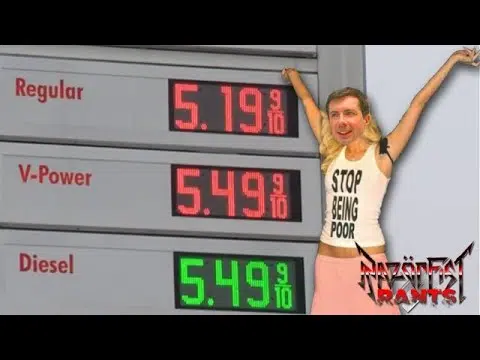 Regular
5.19 9/10
V-Power
5.49 9/10
Diesel
5.49 9/10
STOP
BEING
POOR
RAZÖRFIST
RANTS